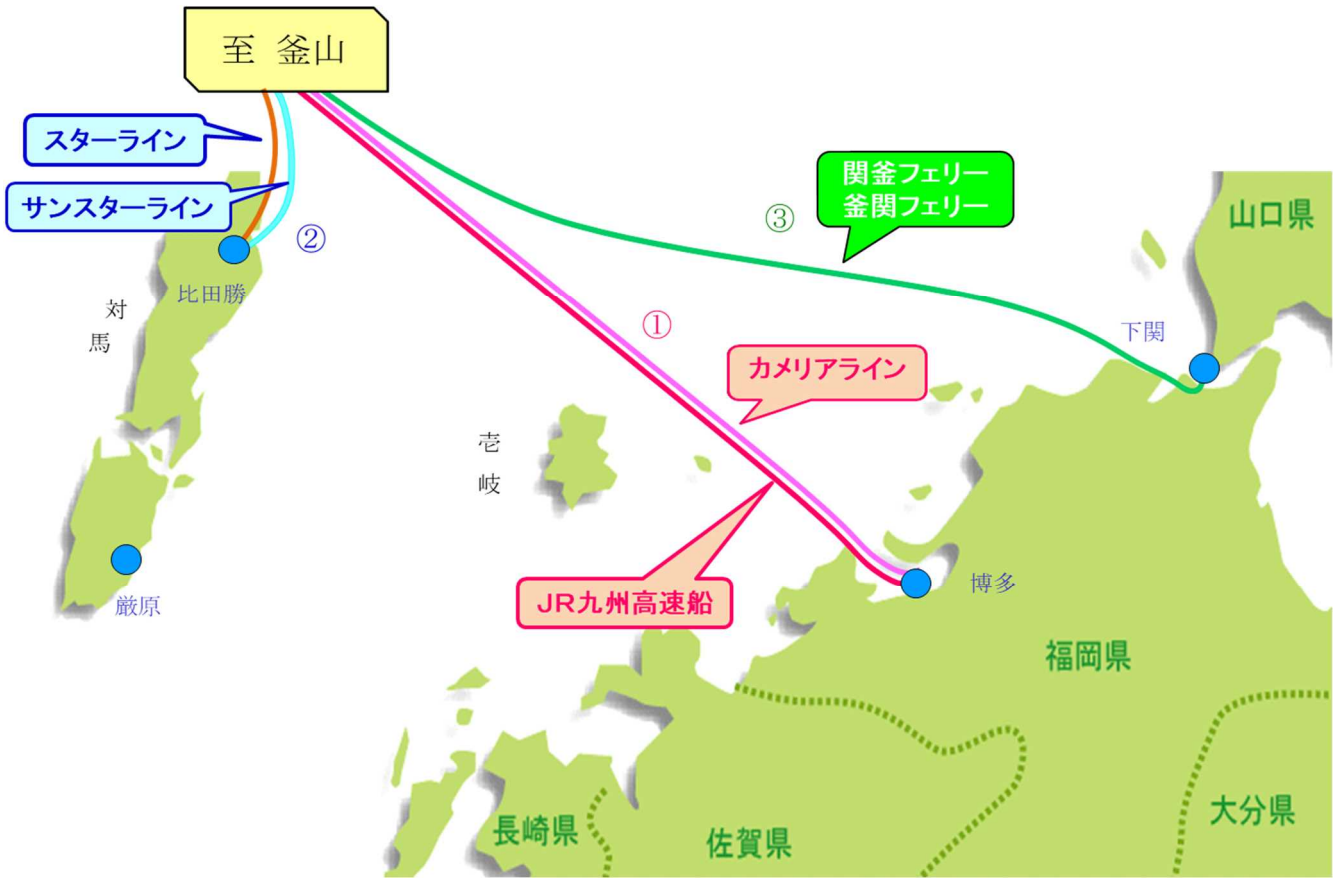 至 釜山
スターライン
サンスターライン
②
比田勝
対
馬
厳原
壱
岐
①
カメリアライン
JR九州高速船
③
関釜フェリー
釜関フェリー
下関
博多
山口県
福岡県
大分県
佐賀県
長崎県